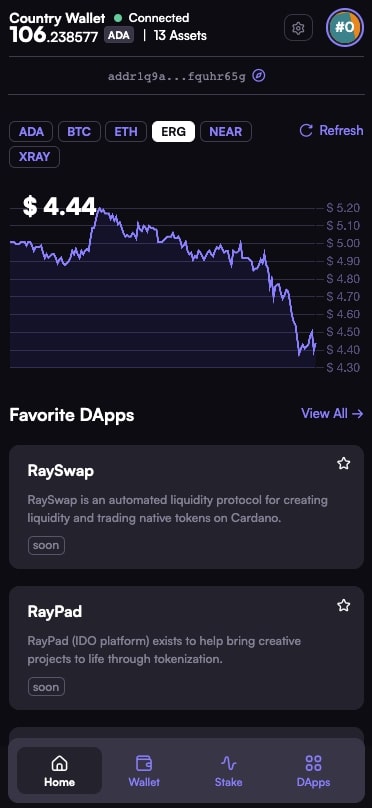 Country Wallet Connected
106.238577 ADA | 13 Assets
#0
addr1q9a...fquhr65g
ADA BTC ETH ERG NEAR
XRAY
Refresh
$ 4.44
$ 5.20
$ 5.10
$ 5.00
$ 4.90
$ 4.80
$ 4.70
$ 4.60
$ 4.50
$ 4.40
$ 4.30
Favorite DApps View All →
RaySwap
RaySwap is an automated liquidity protocol for creating
liquidity and trading native tokens on Cardano.
soon
RayPad
RayPad (IDO platform) exists to help bring creative
projects to life through tokenization.
soon
Home Wallet Stake DApps